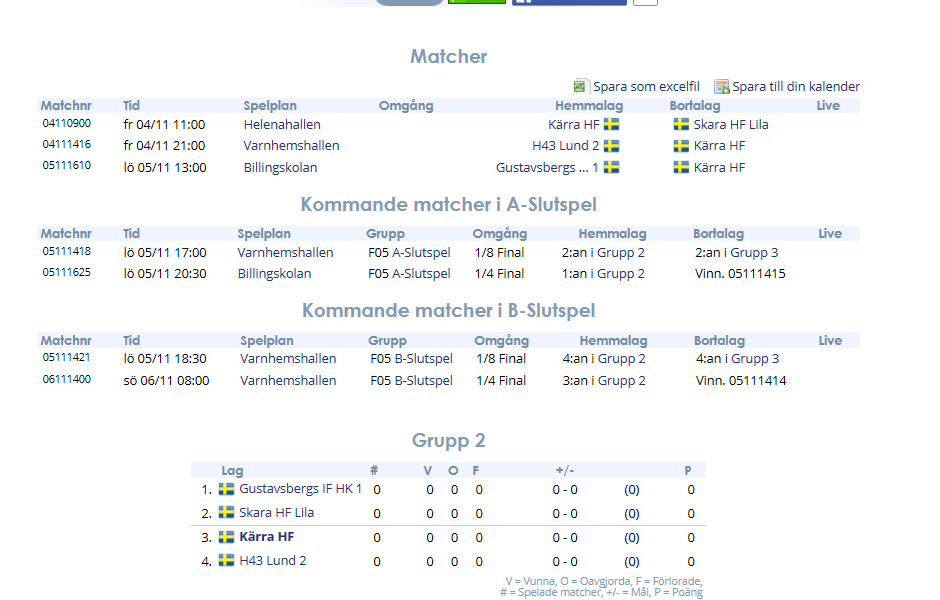 Matcher
Spara som excelfil Spara till din kalender
Matchnr Tid Spelplan Omgång Hemmalag Bortalag Live
04110900 fr 04/11 11:00 Helenahallen Kärra HF Skara HF Lila
04111416 fr 04/11 21:00 Varnhemshallen H43 Lund 2 Kärra HF
05111610 lö 05/11 13:00 Billingskolan Gustavsbergs ... 1 Kärra HF
Kommande matcher i A-Slutspel
Matchnr Tid Spelplan Grupp Omgång Hemmalag Bortalag Live
05111418 lö 05/11 17:00 Varnhemshallen F05 A-Slutspel 1/8 Final 2:an i Grupp 2 2:an i Grupp 3
05111625 lö 05/11 20:30 Billingskolan F05 A-Slutspel 1/4 Final 1:an i Grupp 2 Vinn. 05111415
Kommande matcher i B-Slutspel
Matchnr Tid Spelplan Grupp Omgång Hemmalag Bortalag Live
05111421 lö 05/11 18:30 Varnhemshallen F05 B-Slutspel 1/8 Final 4:an i Grupp 2 4:an i Grupp 3
06111400 sö 06/11 08:00 Varnhemshallen F05 B-Slutspel 1/4 Final 3:an i Grupp 2 Vinn. 05111414
Grupp 2
Lag # V O F +/- P
1. Gustavsbergs IF HK 1 0 0 0 0 0 - 0 (0) 0
2. Skara HF Lila 0 0 0 0 0 - 0 (0) 0
3. Kärra HF 0 0 0 0 0 - 0 (0) 0
4. H43 Lund 2 0 0 0 0 0 - 0 (0) 0
V = Vunna, O = Oavgjorda, F = Förlorade,
# = Spelade matcher, +/- = Mål, P = Poäng